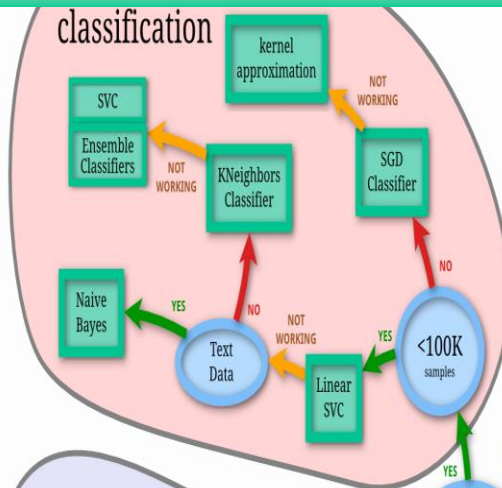 classification
kernel
approximation
NOT
WORKING
SVC
Ensemble
Classifiers
NOT
WORKING
KNeighbors
Classifier
SGD
Classifier
NO
Naive
Bayes
YES
NO
Text
Data
NOT
WORKING
Linear
SVC
YES
<100K
samples
YES